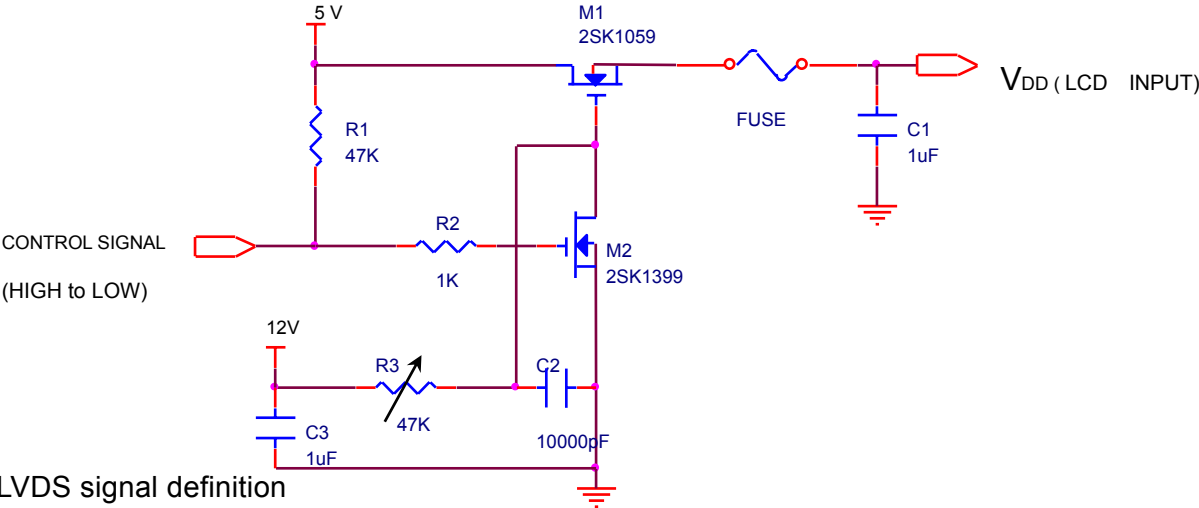 5 V
M1
2SK1059
VDD ( LCD INPUT)
FUSE
R1
47K
C1
1uF
CONTROL SIGNAL
(HIGH to LOW)
R2
1K
M2
2SK1399
12V
R3
47K
C2
10000pF
C3
1uF
LVDS signal definition